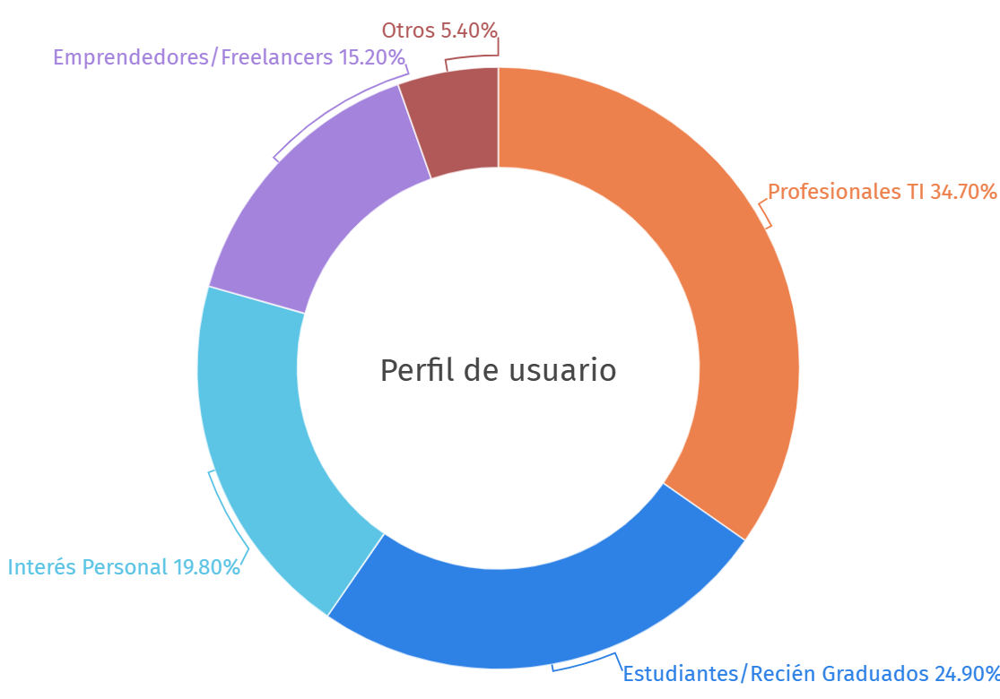 Otros 5.40%
Emprendedores/Freelancers 15.20%
Profesionales TI 34.70%
Perfil de usuario
Interés Personal 19.80%
Estudiantes/Recién Graduados 24.90%